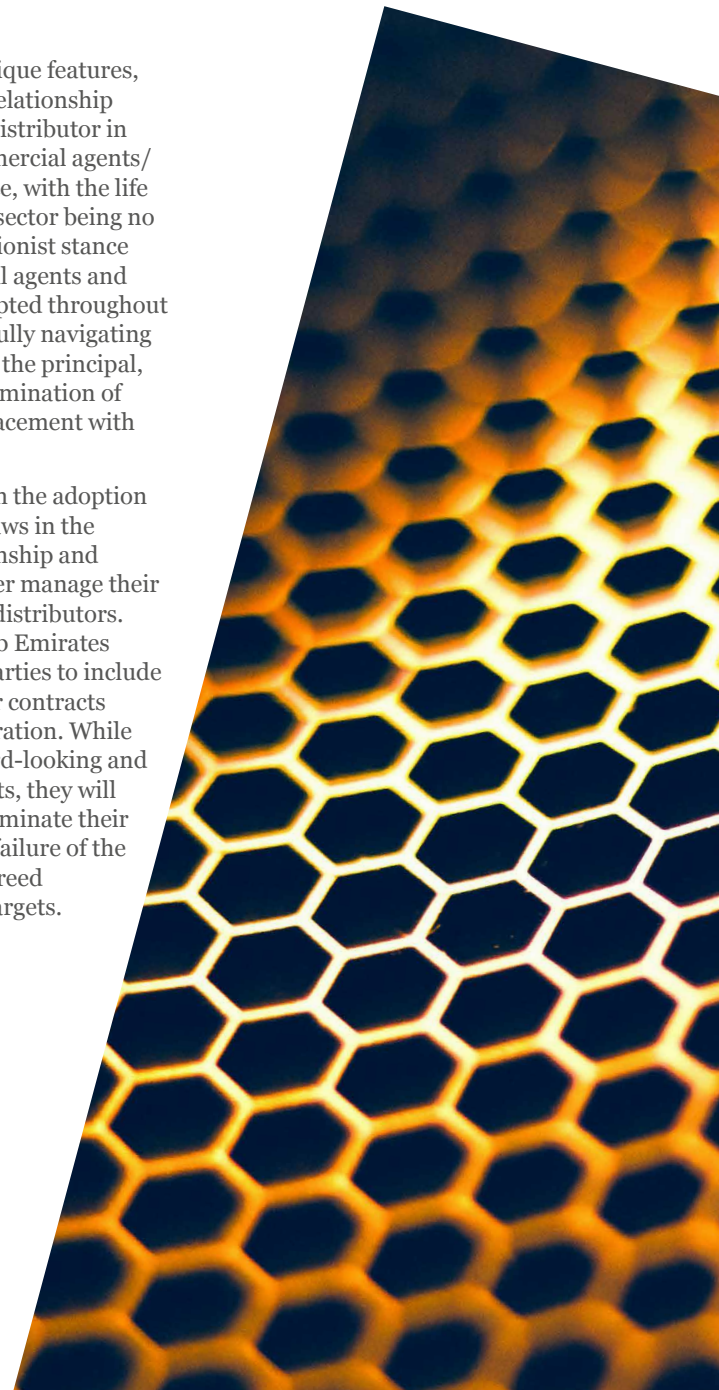 ique features,
elationship
istributor in
mercial agents/
e, with the life
sector being no
ionist stance
l agents and
pted throughout
ully navigating
the principal,
mination of
acement with
n the adoption
ws in the
nship and
er manage their
distributors.
b Emirates
arties to include
r contracts
ration. While
d-looking and
ts, they will
minate their
failure of the
reed
argets.